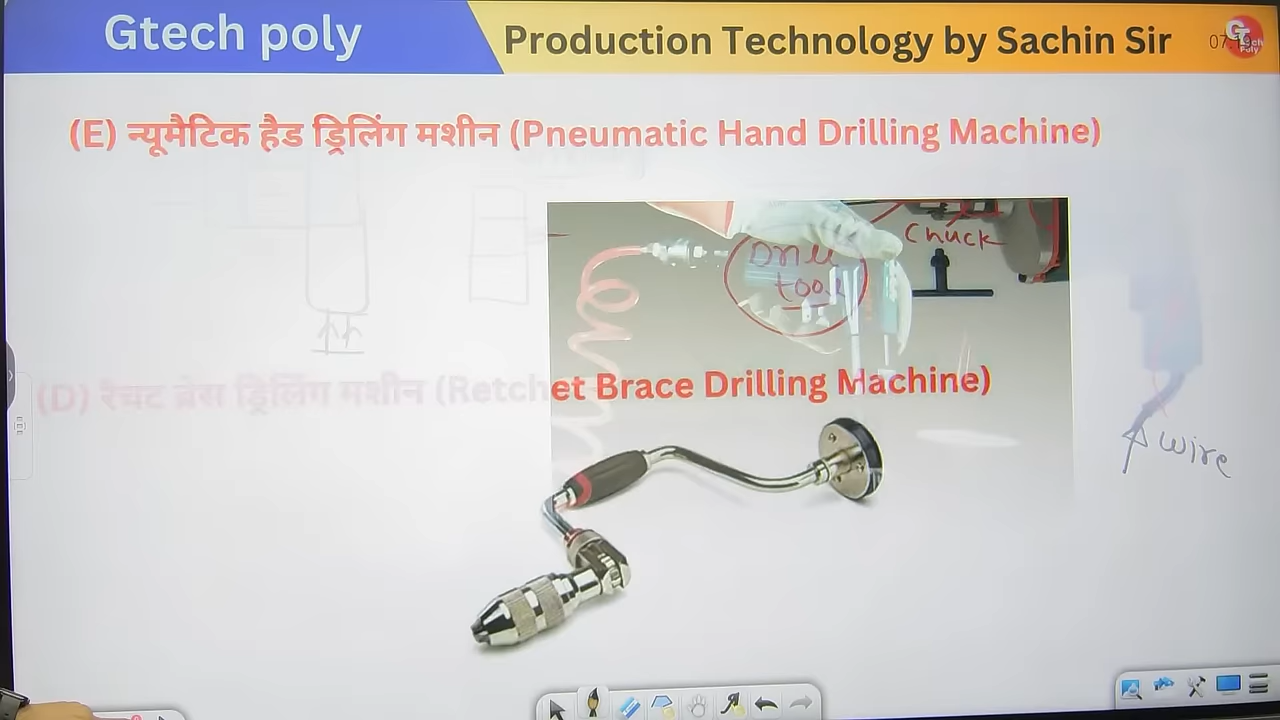 Gtech poly
Production Technology by Sachin Sir
(E) न्यूमैटिक हैड ड्रिलिंग मशीन (Pneumatic Hand Drilling Machine)
Chuck
Drill
tool
(D) रैचट ब्रेस ड्रिलिंग मशीन (Retchet Brace Drilling Machine)
wire